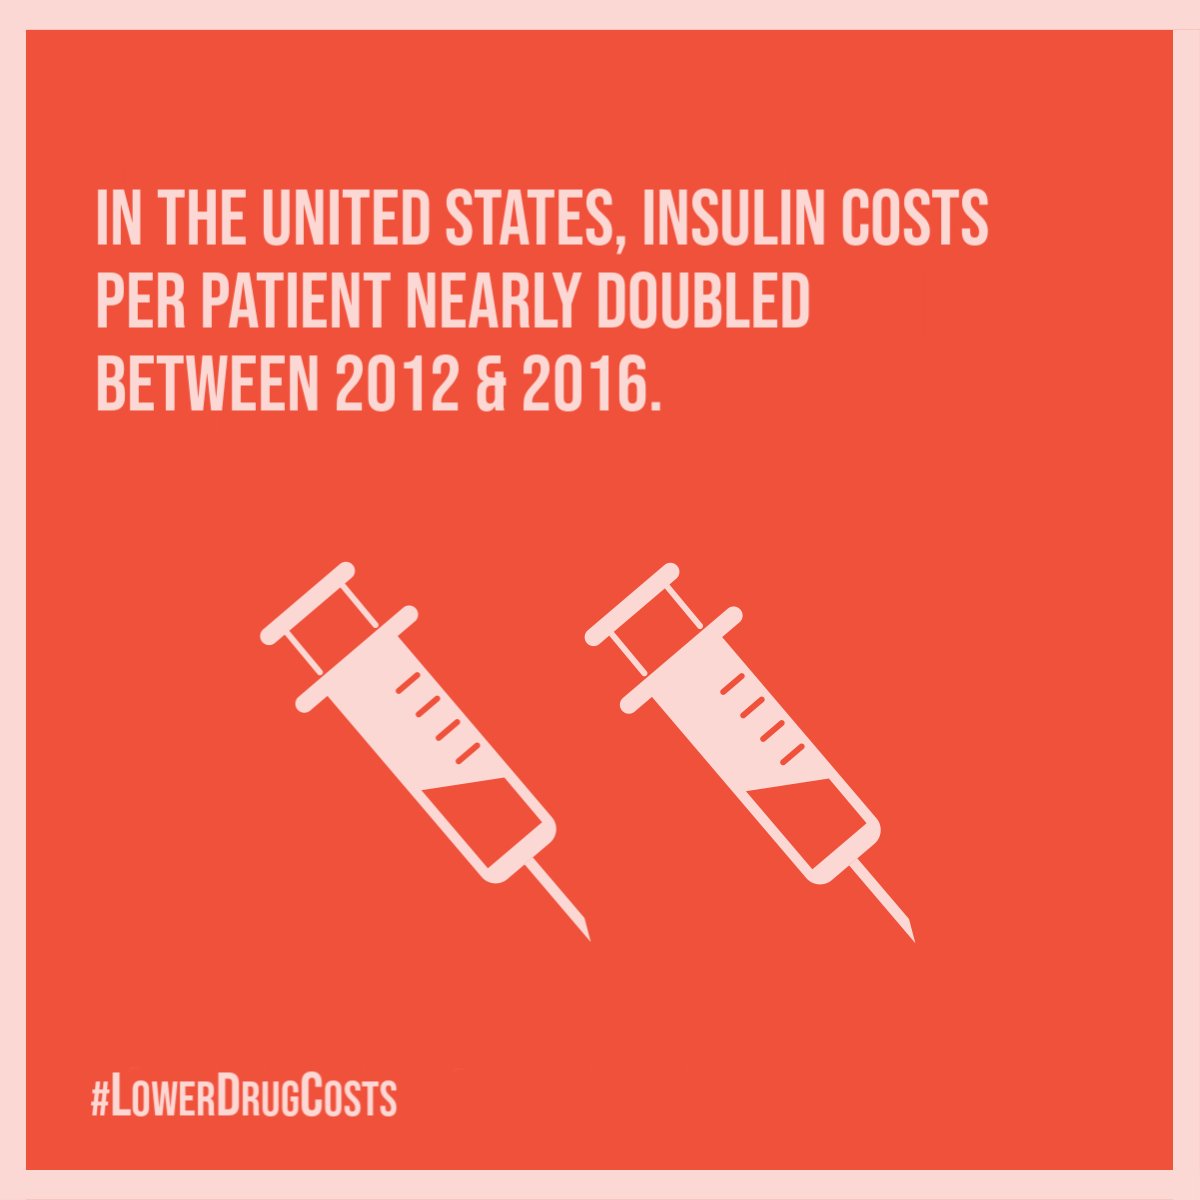 IN THE UNITED STATES, INSULIN COSTS
PER PATIENT NEARLY DOUBLED
BETWEEN 2012 & 2016.
#LOWERDRUGCOSTS